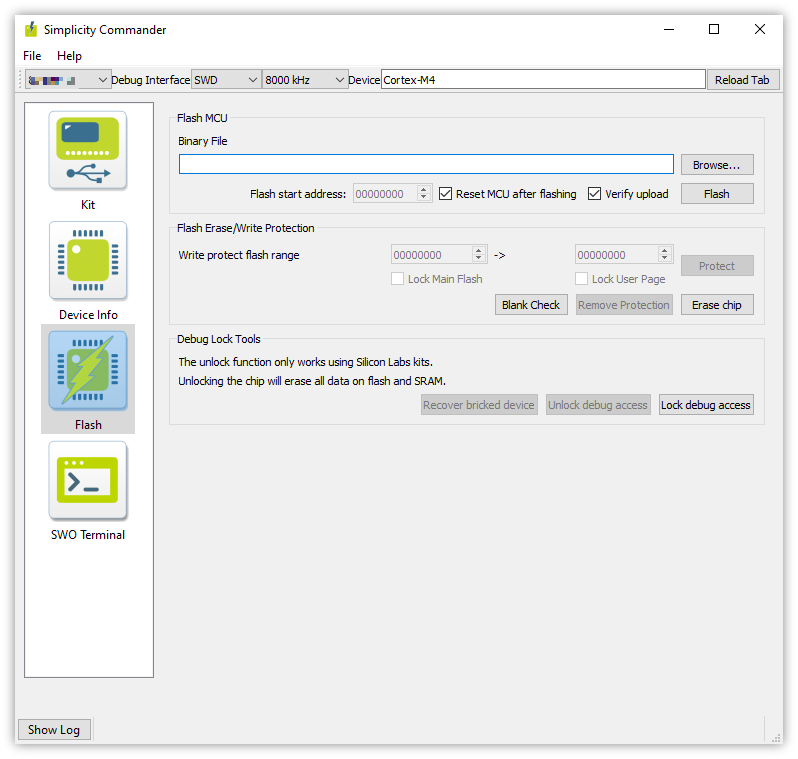 Simplicity Commander
File Help
Debug Interface SWD 8000 kHz Device Cortex-M4 Reload Tab
Kit
Device Info
Flash
SWO Terminal
Flash MCU
Binary File
Browse...
Flash start address: 00000000 Reset MCU after flashing Verify upload Flash
Flash Erase/Write Protection
Write protect flash range 00000000 -> 00000000 Protect
Lock Main Flash Lock User Page
Blank Check Remove Protection Erase chip
Debug Lock Tools
The unlock function only works using Silicon Labs kits.
Unlocking the chip will erase all data on flash and SRAM.
Recover bricked device Unlock debug access Lock debug access
Show Log